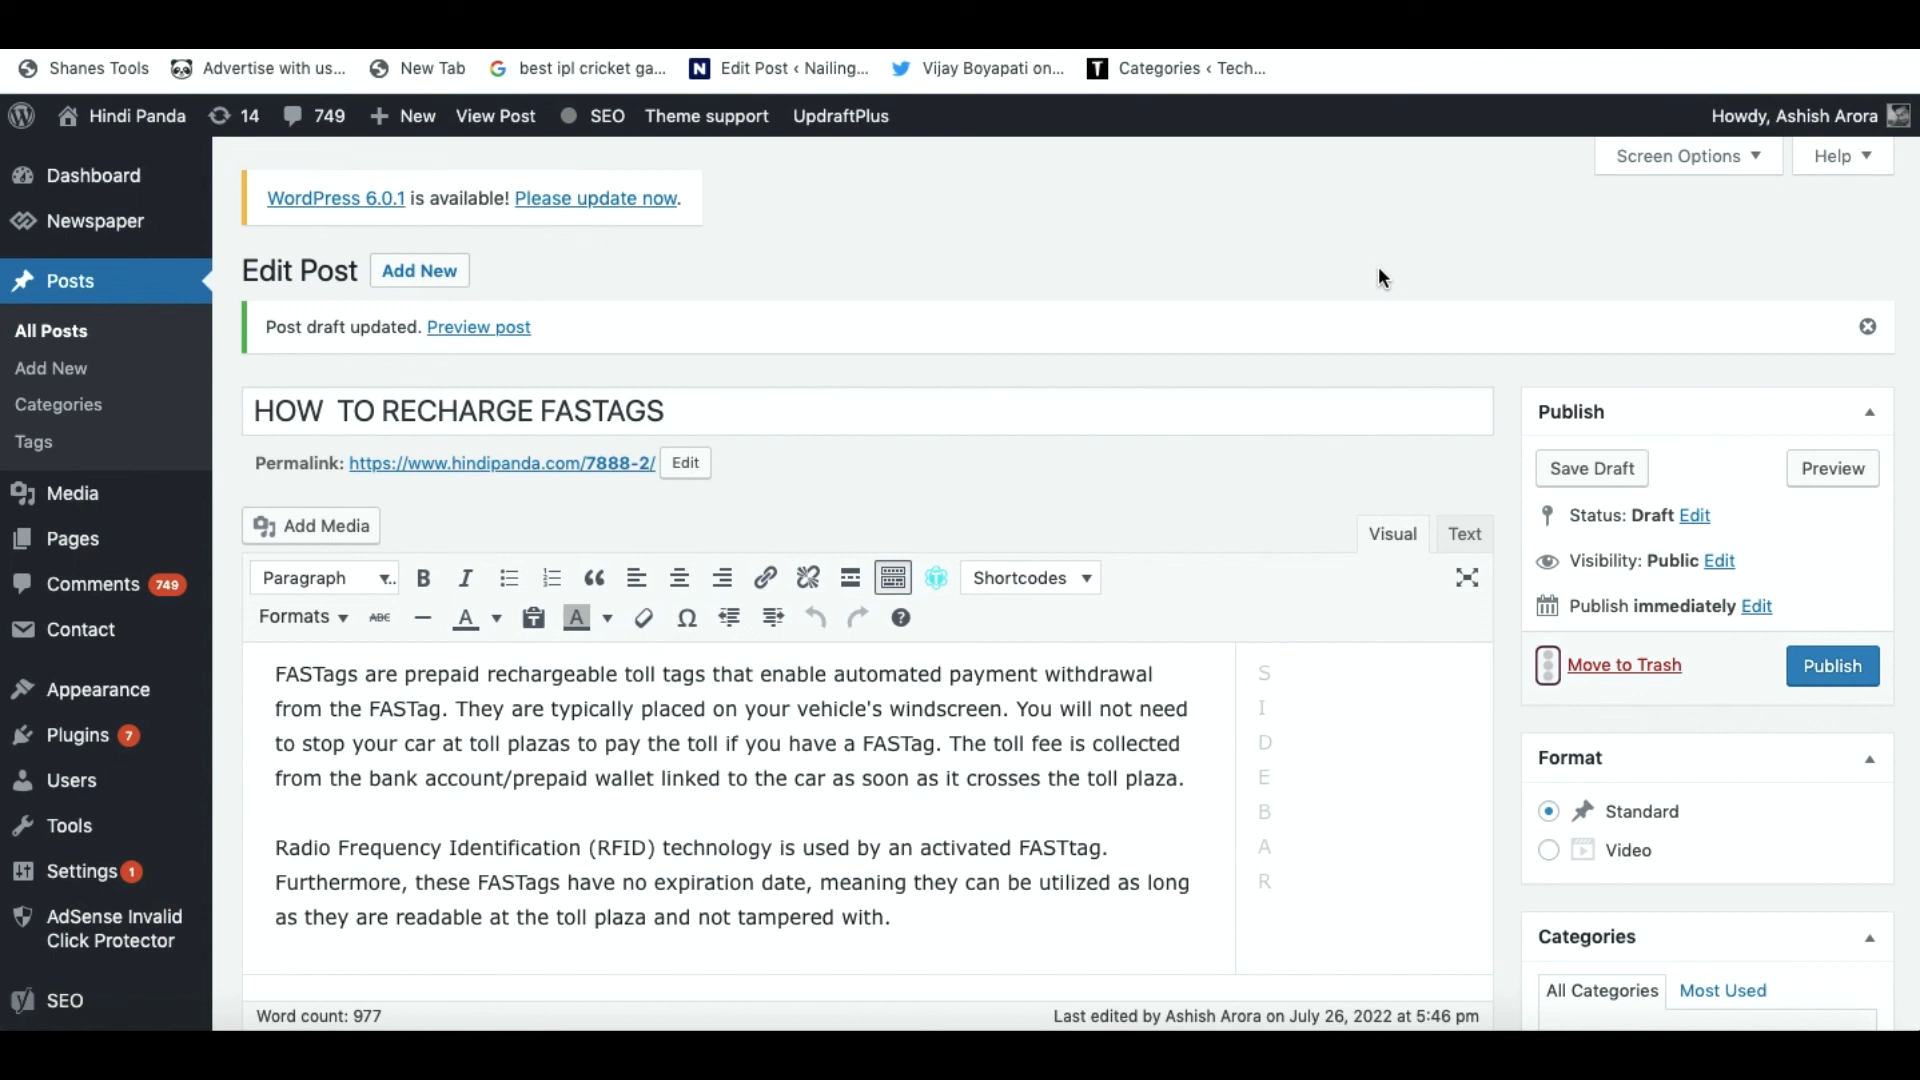 Shanes Tools Advertise with us... New Tab best ipl cricket ga... Edit Post ‹ Nailing... Vijay Boyapati on... Categories ‹ Tech...
Hindi Panda 14 749 New View Post SEO Theme support UpdraftPlus Howdy, Ashish Arora
Screen Options Help
Dashboard
Newspaper
Posts
All Posts
Add New
Categories
Tags
Media
Pages
Comments 749
Contact
Appearance
Plugins 7
Users
Tools
Settings 1
AdSense Invalid
Click Protector
SEO
WordPress 6.0.1 is available! Please update now.
Edit Post Add New
Post draft updated. Preview post
HOW  TO RECHARGE FASTAGS
Permalink: https://www.hindipanda.com/7888-2/ Edit
Add Media
Visual Text
Paragraph B I Shortcodes
Formats ABC A A Ω
FASTags are prepaid rechargeable toll tags that enable automated payment withdrawal
from the FASTag. They are typically placed on your vehicle's windscreen. You will not need
to stop your car at toll plazas to pay the toll if you have a FASTag. The toll fee is collected
from the bank account/prepaid wallet linked to the car as soon as it crosses the toll plaza.
Radio Frequency Identification (RFID) technology is used by an activated FASTtag.
Furthermore, these FASTags have no expiration date, meaning they can be utilized as long
as they are readable at the toll plaza and not tampered with.
S
I
D
E
B
A
R
Word count: 977 Last edited by Ashish Arora on July 26, 2022 at 5:46 pm
Publish
Save Draft Preview
Status: Draft Edit
Visibility: Public Edit
Publish immediately Edit
Move to Trash Publish
Format
Standard
Video
Categories
All Categories Most Used